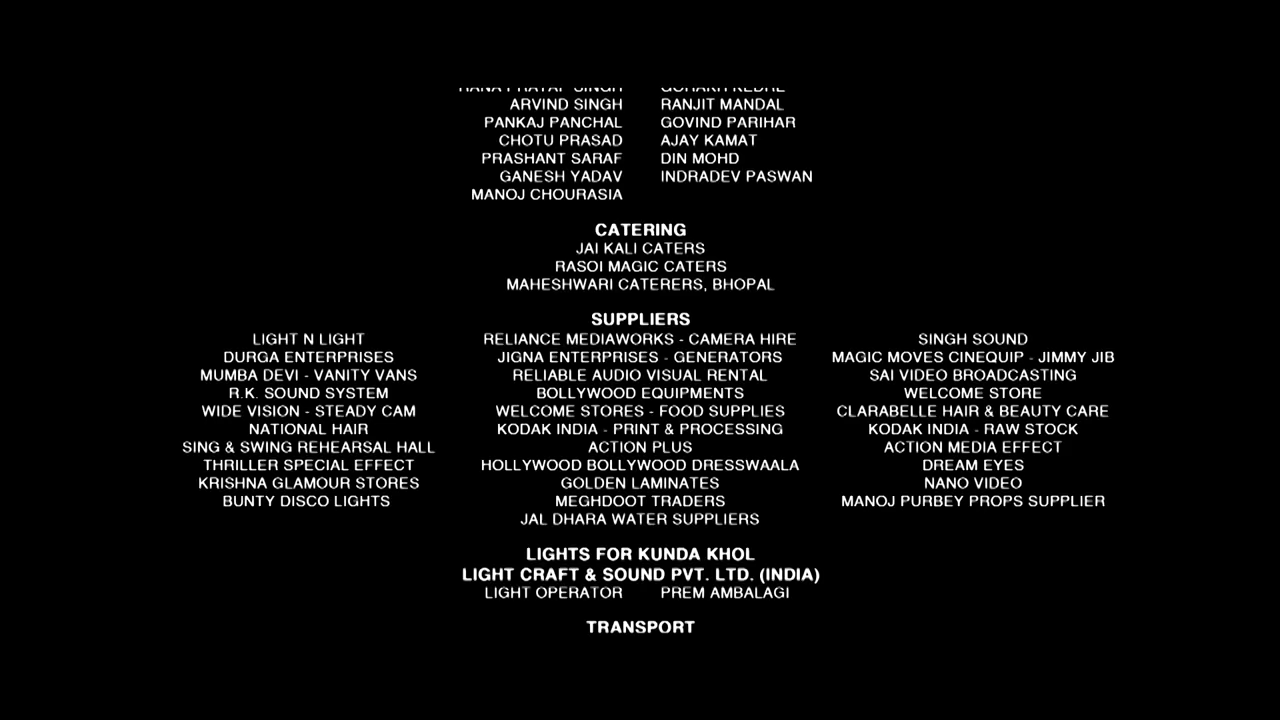 ARVIND SINGH RANJIT MANDAL
PANKAJ PANCHAL GOVIND PARIHAR
CHOTU PRASAD AJAY KAMAT
PRASHANT SARAF DIN MOHD
GANESH YADAV INDRADEV PASWAN
MANOJ CHOURASIA
CATERING
JAI KALI CATERS
RASOI MAGIC CATERS
MAHESHWARI CATERERS, BHOPAL
SUPPLIERS
LIGHT N LIGHT RELIANCE MEDIAWORKS - CAMERA HIRE SINGH SOUND
DURGA ENTERPRISES JIGNA ENTERPRISES - GENERATORS MAGIC MOVES CINEQUIP - JIMMY JIB
MUMBA DEVI - VANITY VANS RELIABLE AUDIO VISUAL RENTAL SAI VIDEO BROADCASTING
R.K. SOUND SYSTEM BOLLYWOOD EQUIPMENTS WELCOME STORE
WIDE VISION - STEADY CAM WELCOME STORES - FOOD SUPPLIES CLARABELLE HAIR & BEAUTY CARE
NATIONAL HAIR KODAK INDIA - PRINT & PROCESSING KODAK INDIA - RAW STOCK
SING & SWING REHEARSAL HALL ACTION PLUS ACTION MEDIA EFFECT
THRILLER SPECIAL EFFECT HOLLYWOOD BOLLYWOOD DRESSWAALA DREAM EYES
KRISHNA GLAMOUR STORES GOLDEN LAMINATES NANO VIDEO
BUNTY DISCO LIGHTS MEGHDOOT TRADERS MANOJ PURBEY PROPS SUPPLIER
JAL DHARA WATER SUPPLIERS
LIGHTS FOR KUNDA KHOL
LIGHT CRAFT & SOUND PVT. LTD. (INDIA)
LIGHT OPERATOR PREM AMBALAGI
TRANSPORT